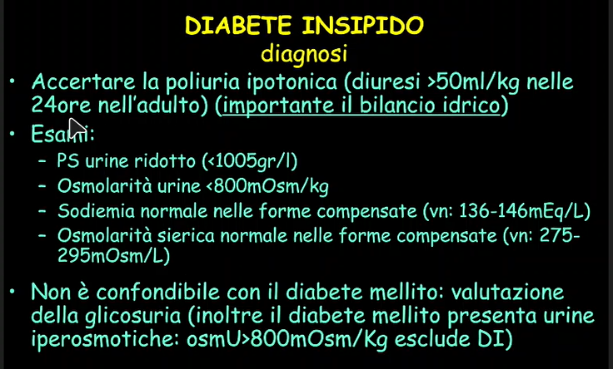 DIABETE INSIPIDO
diagnosi
• Accertare la poliuria ipotonica (diuresi >50ml/kg nelle
24ore nell'adulto) (importante il bilancio idrico)
• Esami:
– PS urine ridotto (<1005gr/l)
– Osmolarità urine <800mOsm/kg
– Sodiemia normale nelle forme compensate (vn: 136-146mEq/L)
– Osmolarità sierica normale nelle forme compensate (vn: 275-
295mOsm/L)
• Non è confondibile con il diabete mellito: valutazione
della glicosuria (inoltre il diabete mellito presenta urine
iperosmotiche: osmU>800mOsm/Kg esclude DI)